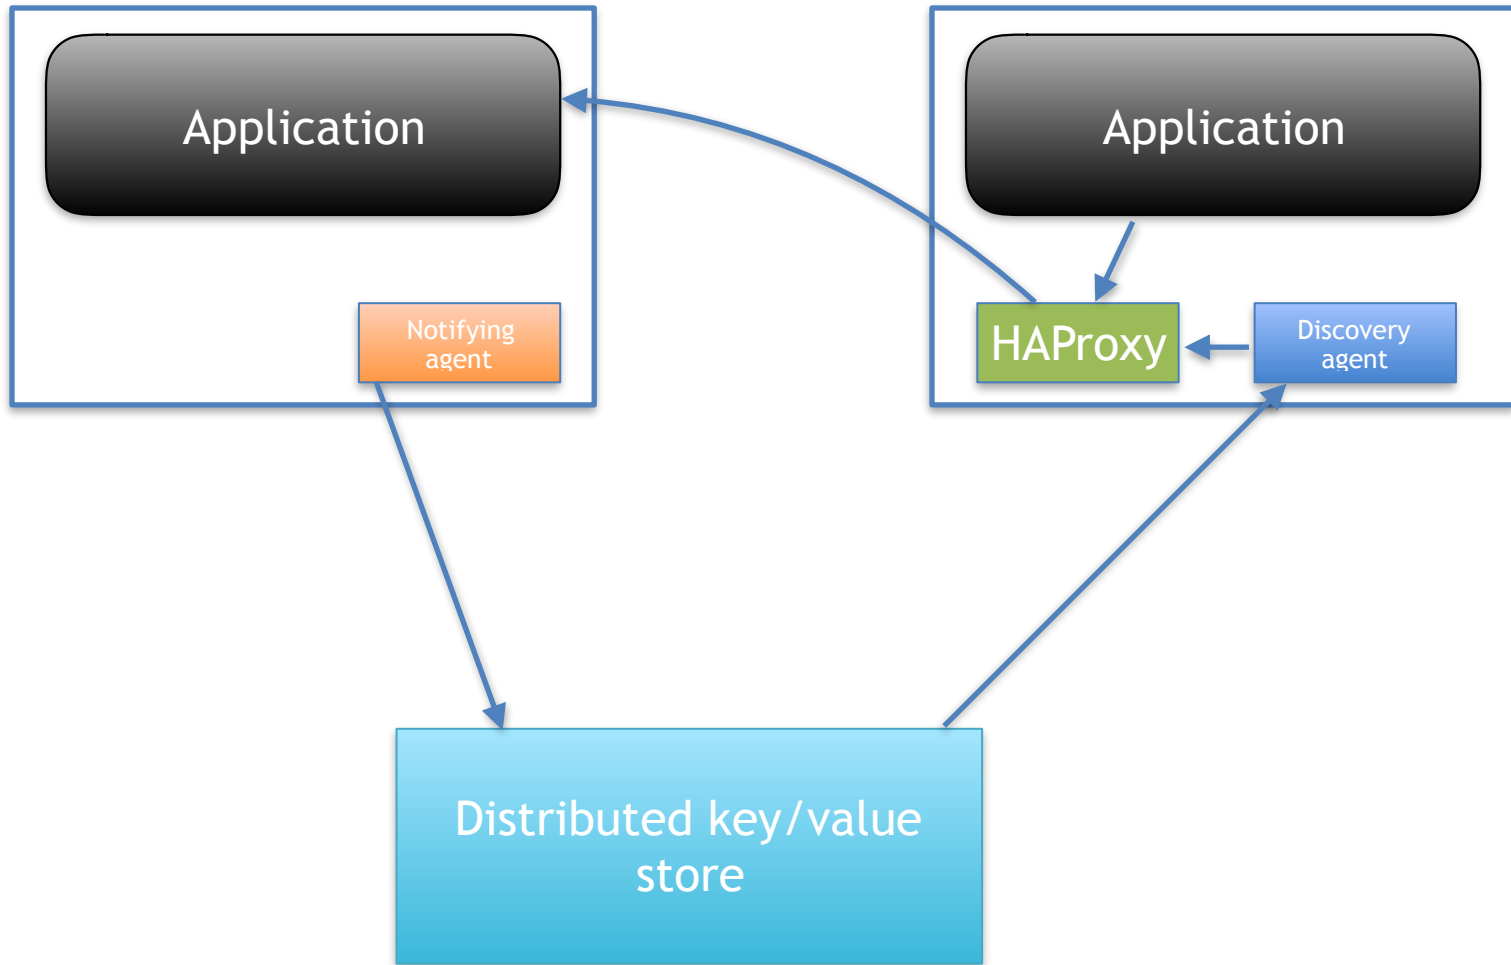 Application
Application
Notifying
agent
HAProxy
Discovery
agent
Distributed key/value
store